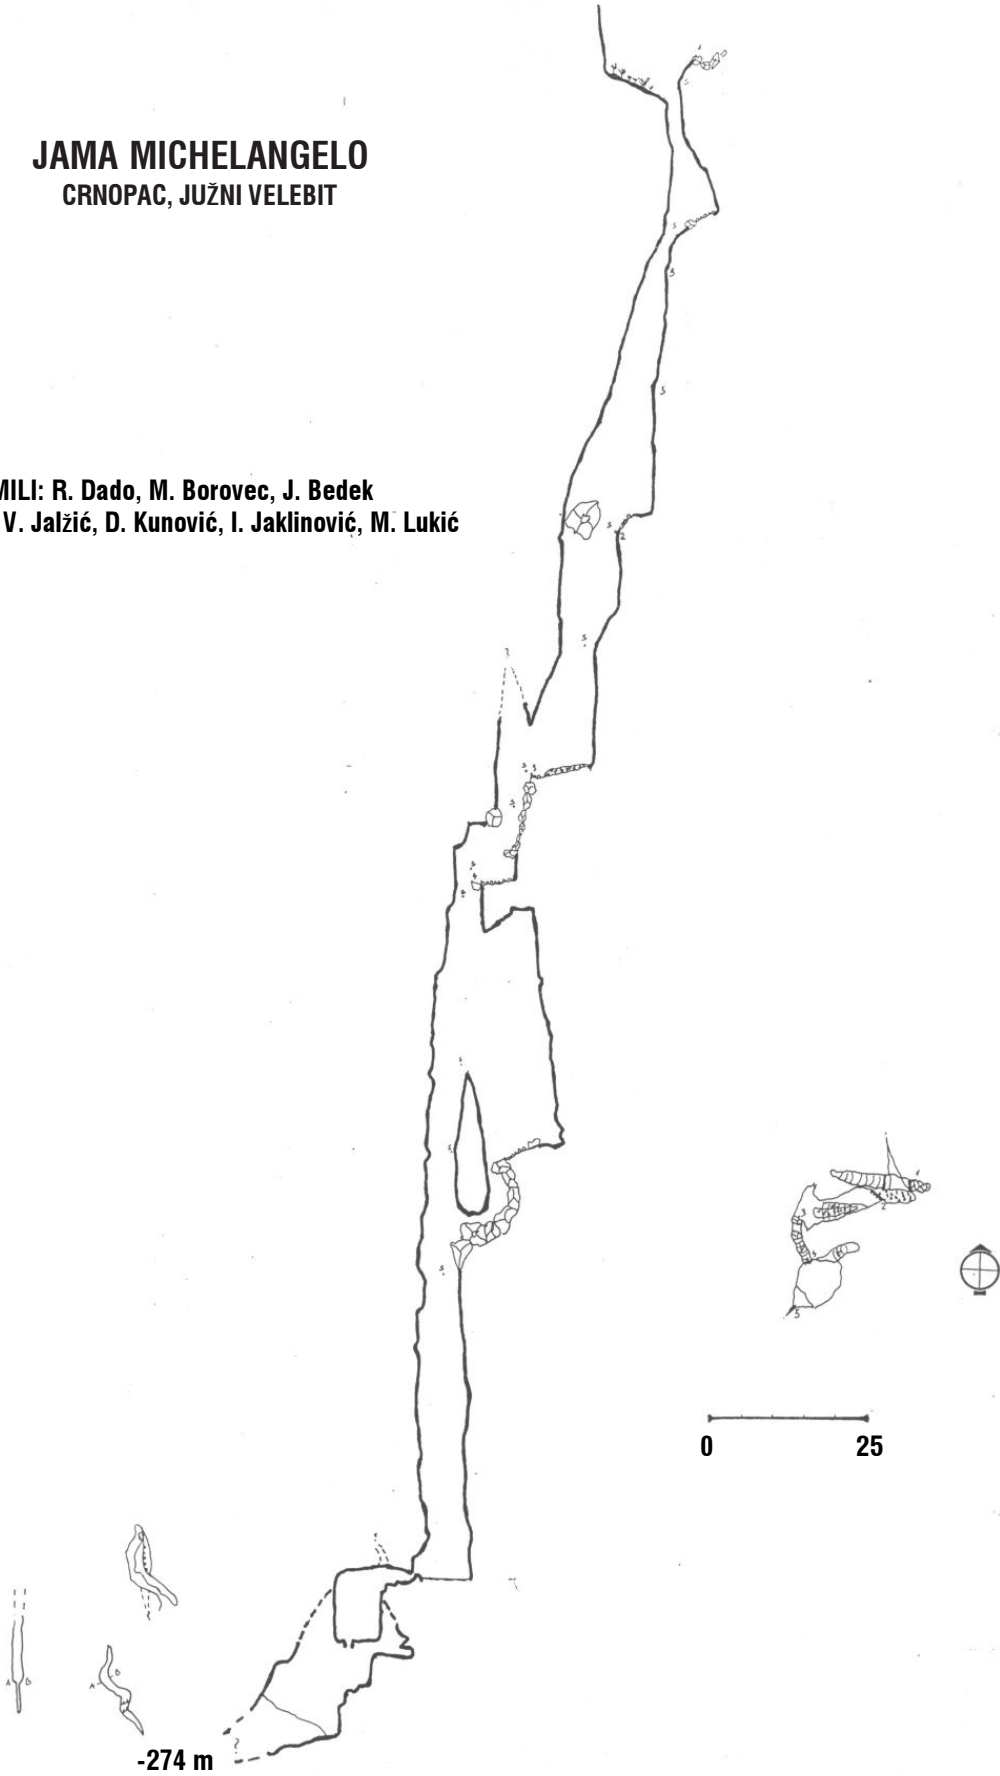 JAMA MICHELANGELO
CRNOPAC, JUŽNI VELEBIT
MILI: R. Dado, M. Borovec, J. Bedek
V. Jalžić, D. Kunović, I. Jaklinović, M. Lukić
0 25
-274 m